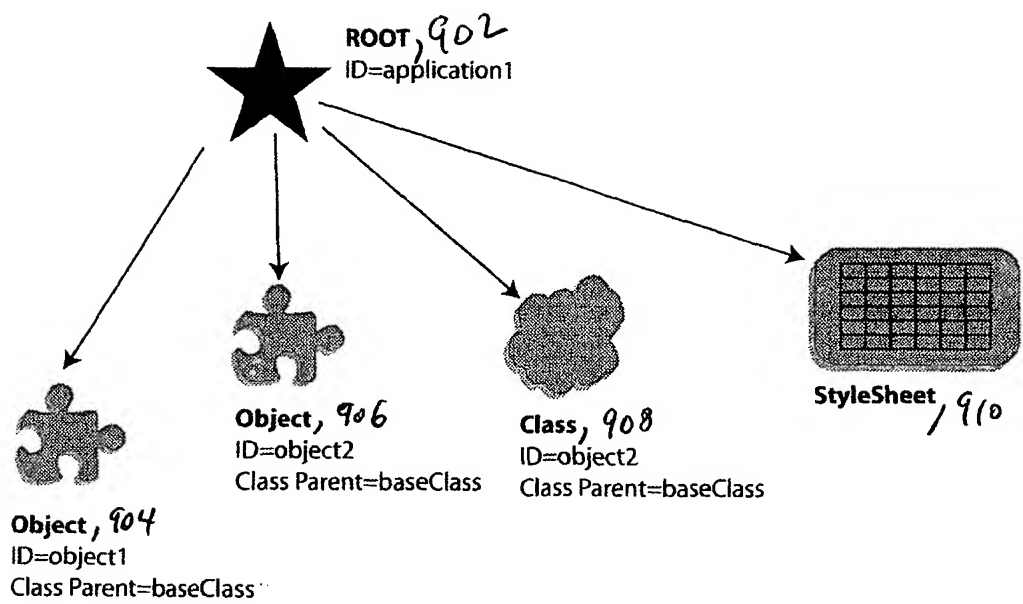 ROOT, 902
ID=application1
Object, 906
ID=object2
Class Parent=baseClass
Class, 908
ID=object2
Class Parent=baseClass
StyleSheet, 910
Object, 904
ID=object1
Class Parent=baseClass